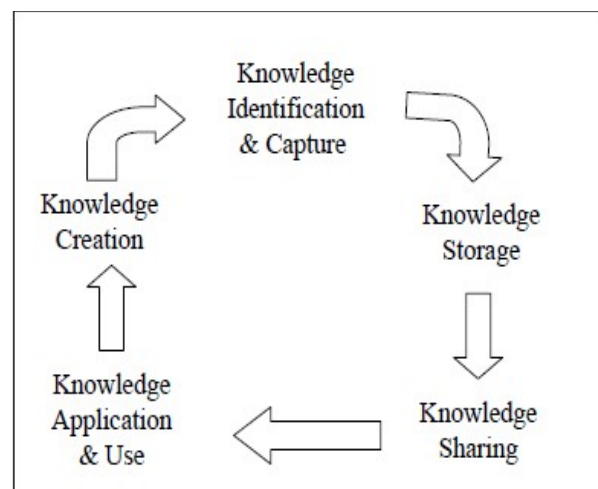 Knowledge
Identification
& Capture
Knowledge
Storage
Knowledge
Sharing
Knowledge
Application
& Use
Knowledge
Creation